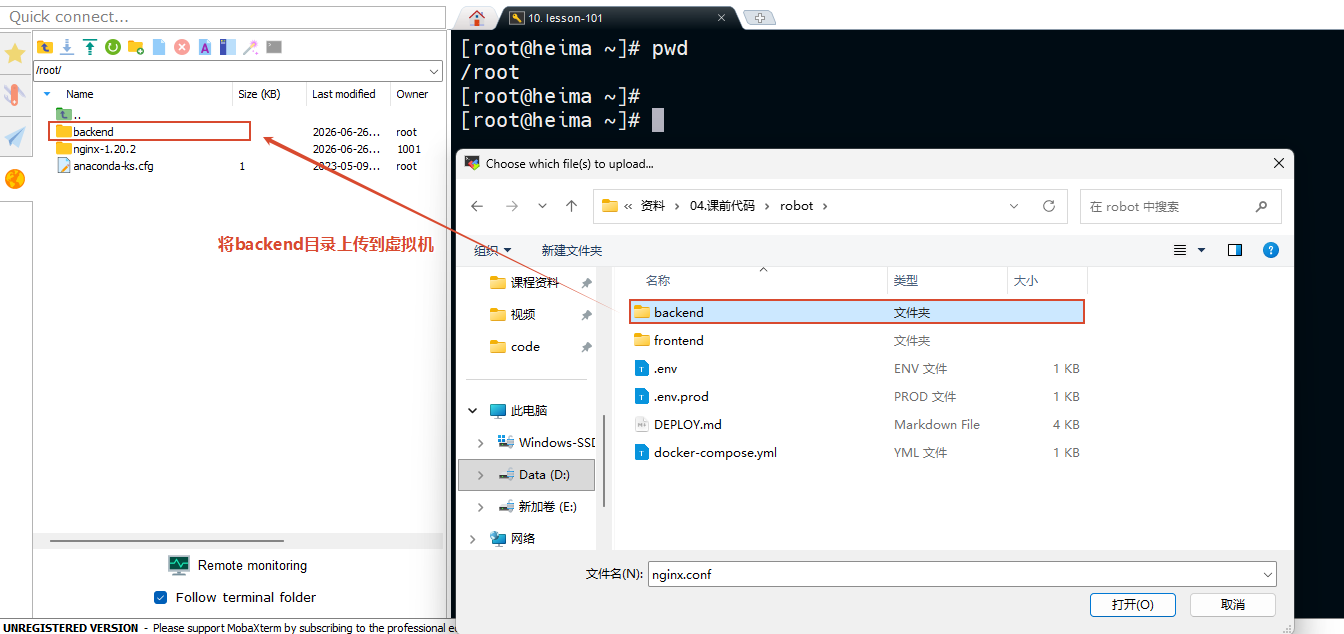 Quick connect...
10. lesson-101
/root/
Name Size (KB) Last modified Owner
..
backend 2026-06-26... root
nginx-1.20.2 2026-06-26... 1001
anaconda-ks.cfg 1 2023-05-09... root
将backend目录上传到虚拟机
Remote monitoring
Follow terminal folder
UNREGISTERED VERSION - Please support MobaXterm by subscribing to the professional e
[root@heima ~]# pwd
/root
[root@heima ~]#
[root@heima ~]#
Choose which file(s) to upload...
« 资料 › 04.课前代码 › robot ›
在 robot 中搜索
组织 新建文件夹
课程资料
视频
code
此电脑
Windows-SSD
Data (D:)
新加卷 (E:)
网络
名称 类型 大小
backend 文件夹
frontend 文件夹
.env ENV 文件 1 KB
.env.prod PROD 文件 1 KB
DEPLOY.md Markdown File 4 KB
docker-compose.yml YML 文件 1 KB
文件名(N): nginx.conf
打开(O) 取消